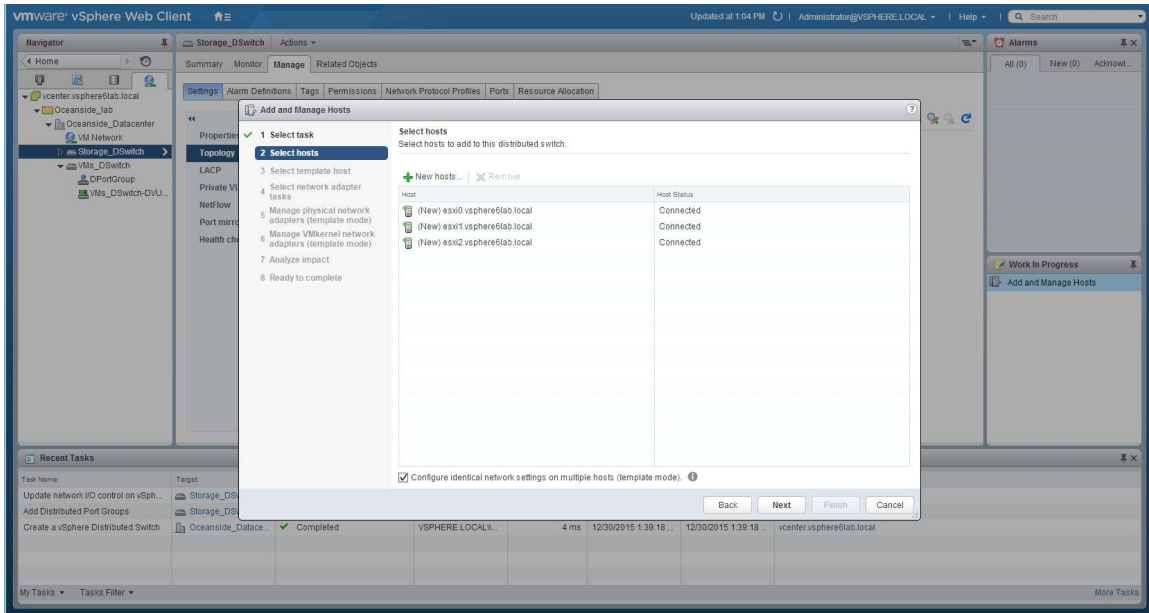 vmware® vSphere Web Client
Updated at 1:04 PM | Administrator@VSPHERE.LOCAL | Help | Search
Navigator
Home
vcenter.vsphere6lab.local
Oceanside_lab
Oceanside_Datacenter
VM Network
Storage_DSwitch
VMs_DSwitch
DPortGroup
VMs_DSwitch-DVU...
Storage_DSwitch Actions
Summary Monitor Manage Related Objects
Settings Alarm Definitions Tags Permissions Network Protocol Profiles Ports Resource Allocation
Properties
Topology
LACP
Private VL
NetFlow
Port mirro
Health che
Add and Manage Hosts
1 Select task
2 Select hosts
3 Select template host
4 Select network adapter
tasks
5 Manage physical network
adapters (template mode)
6 Manage VMkernel network
adapters (template mode)
7 Analyze impact
8 Ready to complete
Select hosts
Select hosts to add to this distributed switch.
New hosts... Remove
Host Host Status
(New) esxi0.vsphere6lab.local Connected
(New) esxi1.vsphere6lab.local Connected
(New) esxi2.vsphere6lab.local Connected
Configure identical network settings on multiple hosts (template mode).
Back Next Finish Cancel
Alarms
All (0) New (0) Acknowl...
Work In Progress
Add and Manage Hosts
Recent Tasks
Task Name Target
Update network I/O control on vSph... Storage_DSw
Add Distributed Port Groups Storage_DSw
Create a vSphere Distributed Switch Oceanside_Datace... Completed VSPHERE.LOCAL\\... 4 ms 12/30/2015 1:39:18 ... 12/30/2015 1:39:18 ... vcenter.vsphere6lab.local
My Tasks Tasks Filter More Tasks